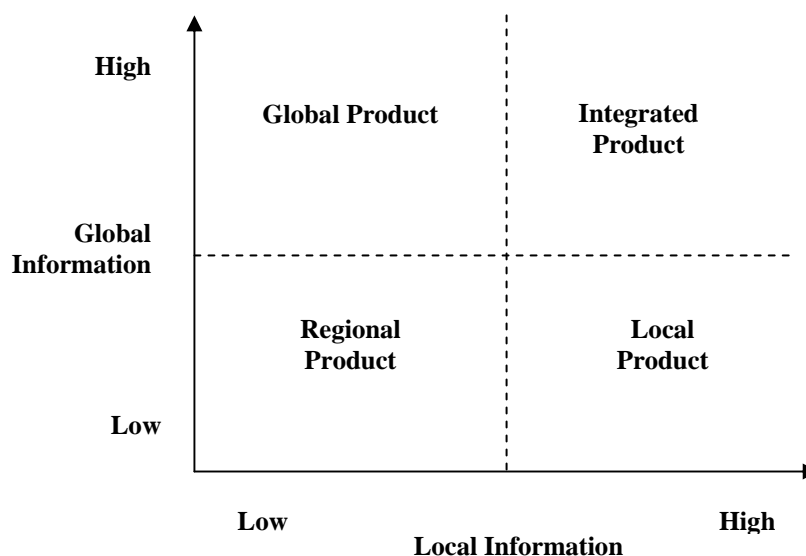 High
Global Product
Integrated
Product
Global
Information
Regional
Product
Local
Product
Low
Low
High
Local Information